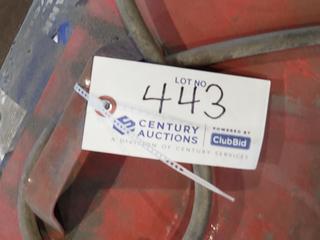 LOT NO.
443
CENTURY
AUCTIONS
POWERED BY
ClubBid
A DIVISION OF CENTURY SERVICES